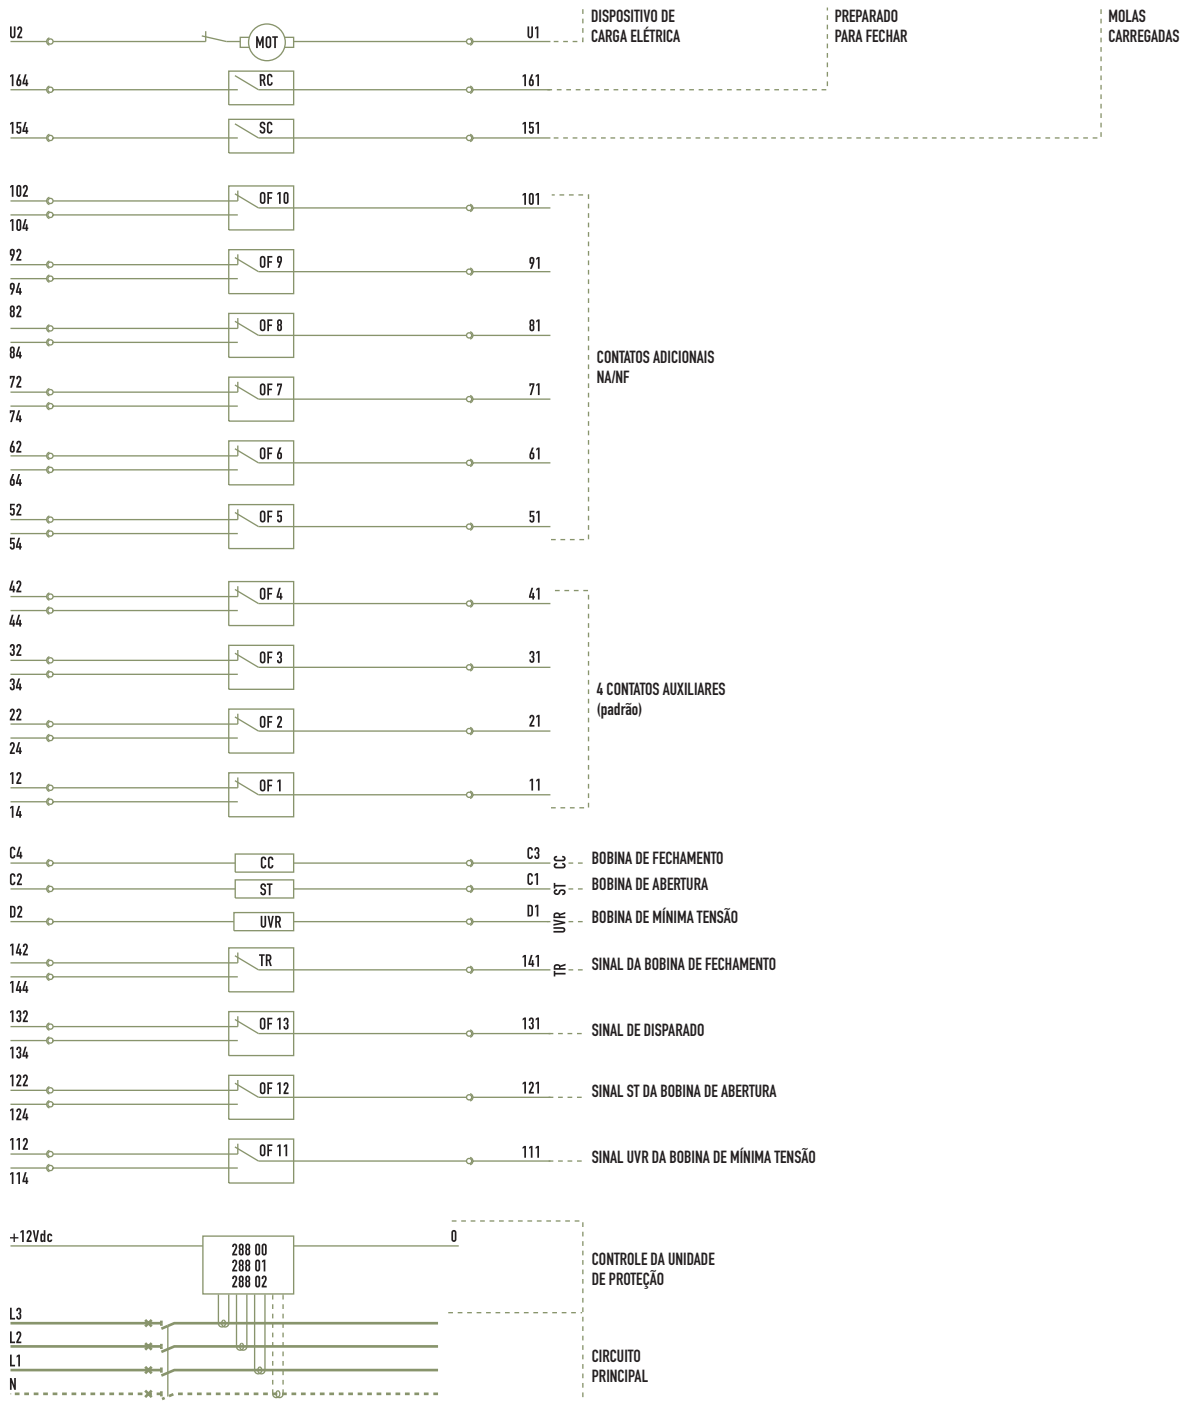 DISPOSITIVO DE
CARGA ELÉTRICA
PREPARADO
PARA FECHAR
MOLAS
CARREGADAS
U2
MOT
U1
164
RC
161
154
SC
151
102
OF 10
101
104
92
OF 9
91
94
82
OF 8
81
84
CONTATOS ADICIONAIS
NA/NF
72
OF 7
71
74
62
OF 6
61
64
52
OF 5
51
54
42
OF 4
41
44
32
OF 3
31
34
4 CONTATOS AUXILIARES
(padrão)
22
OF 2
21
24
12
OF 1
11
14
C4
CC
C3
CC
BOBINA DE FECHAMENTO
C2
ST
C1
ST
BOBINA DE ABERTURA
D2
UVR
D1
UVR
BOBINA DE MÍNIMA TENSÃO
142
TR
141
TR
SINAL DA BOBINA DE FECHAMENTO
144
132
OF 13
131
SINAL DE DISPARADO
134
122
OF 12
121
SINAL ST DA BOBINA DE ABERTURA
124
112
OF 11
111
SINAL UVR DA BOBINA DE MÍNIMA TENSÃO
114
+12Vdc
288 00
288 01
288 02
0
CONTROLE DA UNIDADE
DE PROTEÇÃO
L3
L2
L1
N
CIRCUITO
PRINCIPAL